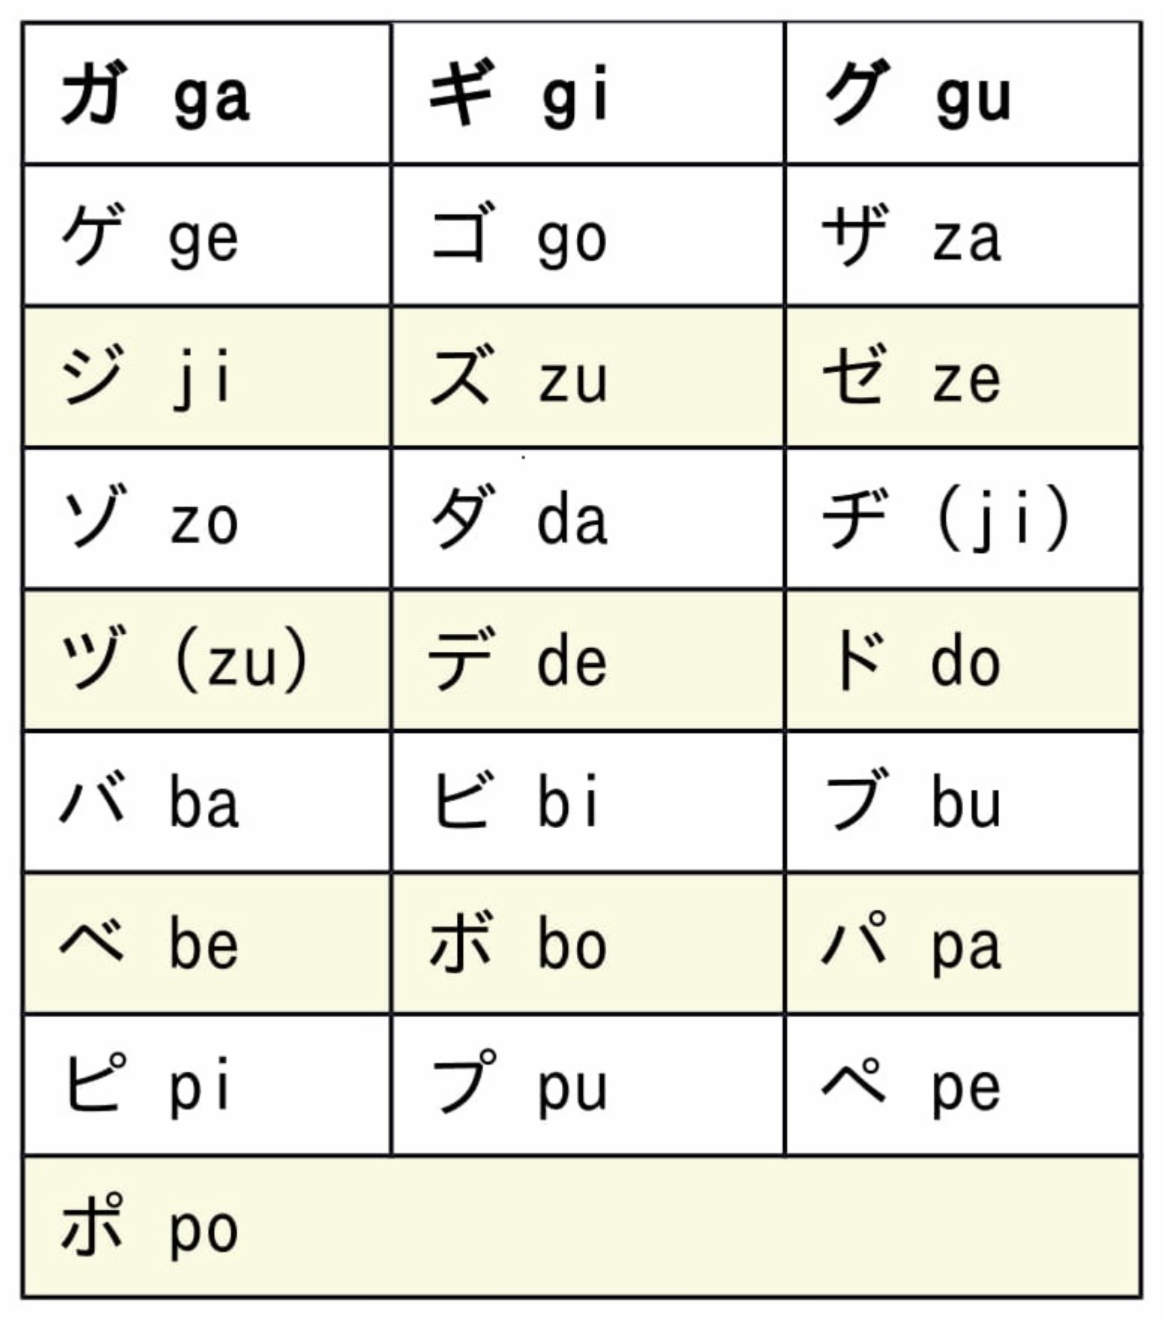 ガ ga ギ gi グ gu
ゲ ge ゴ go ザ za
ジ ji ズ zu ゼ ze
ゾ zo ダ da ヂ (ji)
ヅ (zu) デ de ド do
バ ba ビ bi ブ bu
ベ be ボ bo パ pa
ピ pi プ pu ペ pe
ポ po